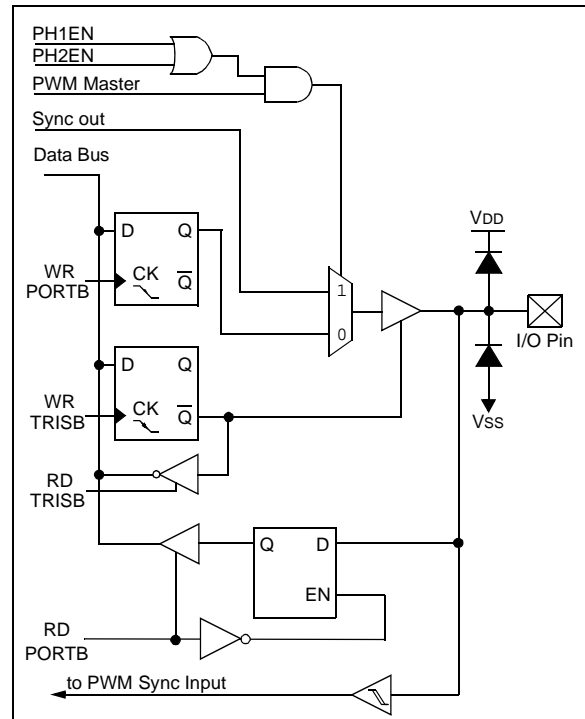 PH1EN
PH2EN
PWM Master
Sync out
Data Bus
VDD
D Q
WR
PORTB
CK
Q
1
0
I/O Pin
D Q
WR
TRISB
CK
Q
VSS
RD
TRISB
Q D
EN
RD
PORTB
to PWM Sync Input